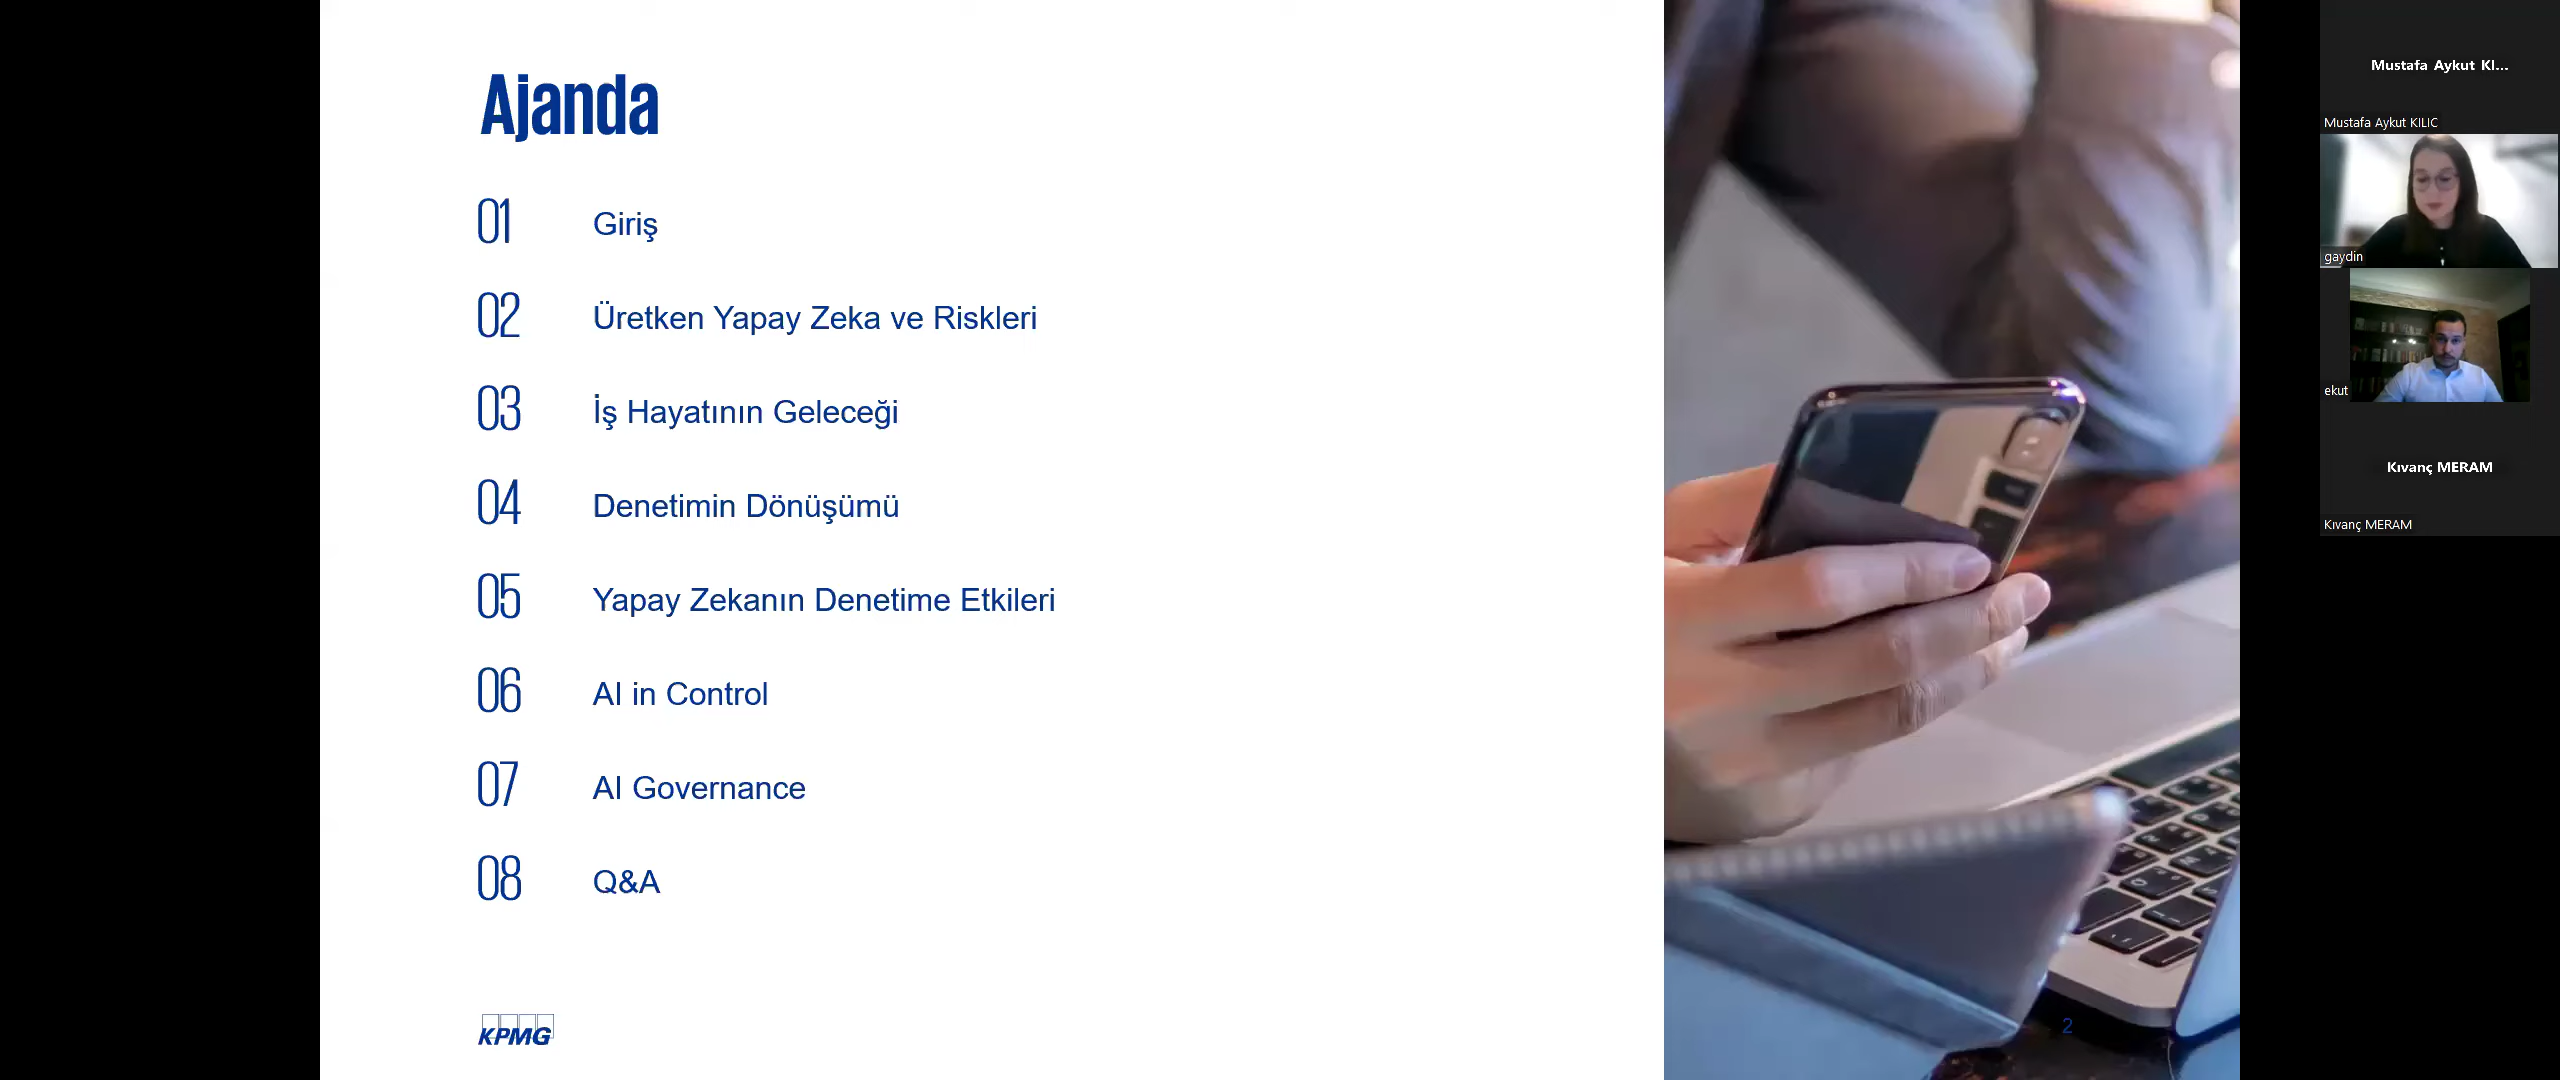 Ajanda
01 Giriş
02 Üretken Yapay Zeka ve Riskleri
03 İş Hayatının Geleceği
04 Denetimin Dönüşümü
05 Yapay Zekanın Denetime Etkileri
06 AI in Control
07 AI Governance
08 Q&A
KPMG
2
Mustafa Aykut KI...
Mustafa Aykut KILIC
gaydin
ekut
Kıvanç MERAM
Kıvanç MERAM